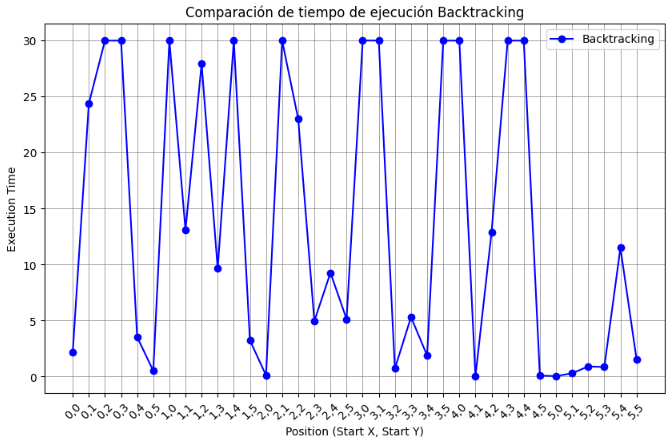 Comparación de tiempo de ejecución Backtracking
Backtracking
Execution Time
30
25
20
15
10
5
0
0,0 0,1 0,2 0,3 0,4 0,5 1,0 1,1 1,2 1,3 1,4 1,5 2,0 2,1 2,2 2,3 2,4 2,5 3,0 3,1 3,2 3,3 3,4 3,5 4,0 4,1 4,2 4,3 4,4 4,5 5,0 5,1 5,2 5,3 5,4 5,5
Position (Start X, Start Y)